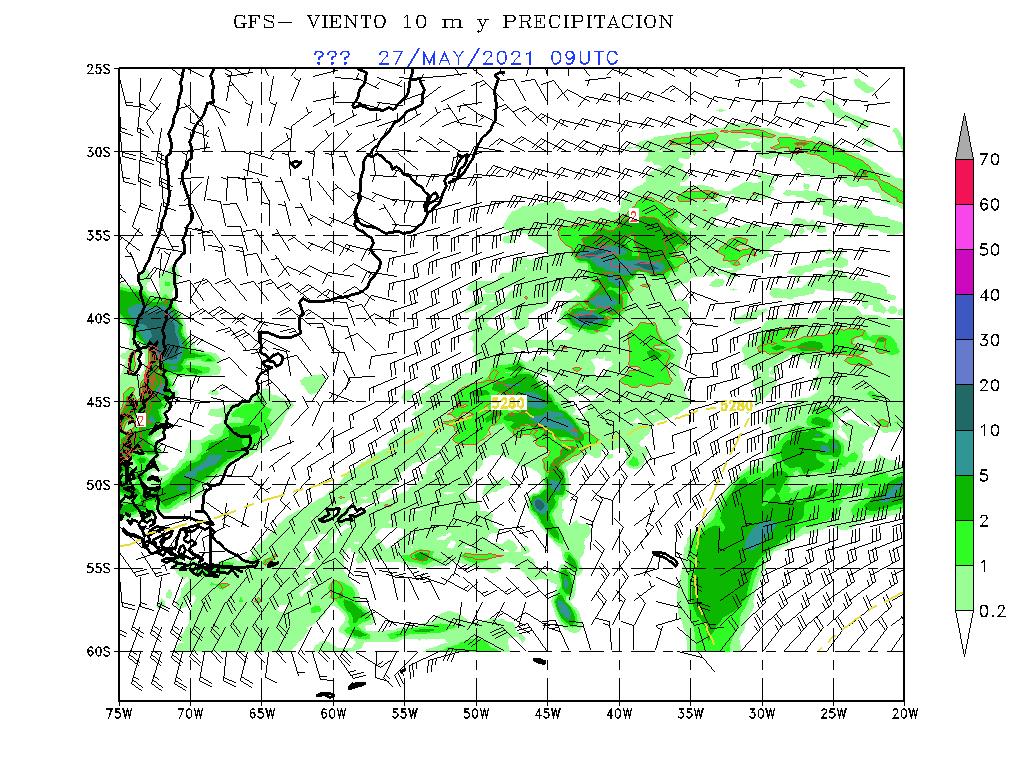 GFS− VIENTO 10 m y PRECIPITACION
??? 27/MAY/2021 09UTC
25S
30S
35S
40S
45S
50S
55S
60S
75W 70W 65W 60W 55W 50W 45W 40W 35W 30W 25W 20W
2
2
5280
5280
70
60
50
40
30
20
10
5
2
1
0.2